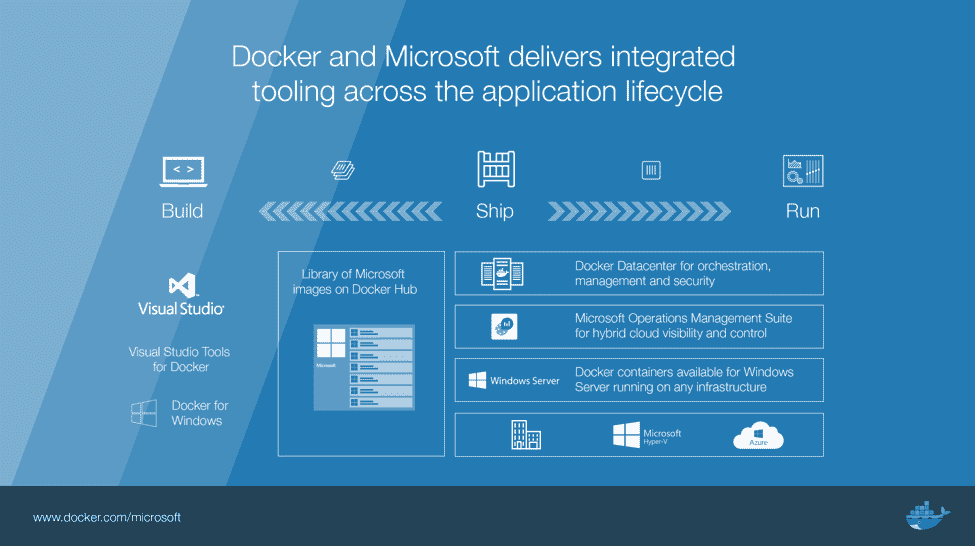 Docker and Microsoft delivers integrated
tooling across the application lifecycle
< >
Build
Ship
Run
Visual Studio
Visual Studio Tools
for Docker
Docker for
Windows
Library of Microsoft
images on Docker Hub
Microsoft
Docker Datacenter for orchestration,
management and security
Microsoft Operations Management Suite
for hybrid cloud visibility and control
Windows Server
Docker containers available for Windows
Server running on any infrastructure
Microsoft
Hyper-V
Azure
www.docker.com/microsoft